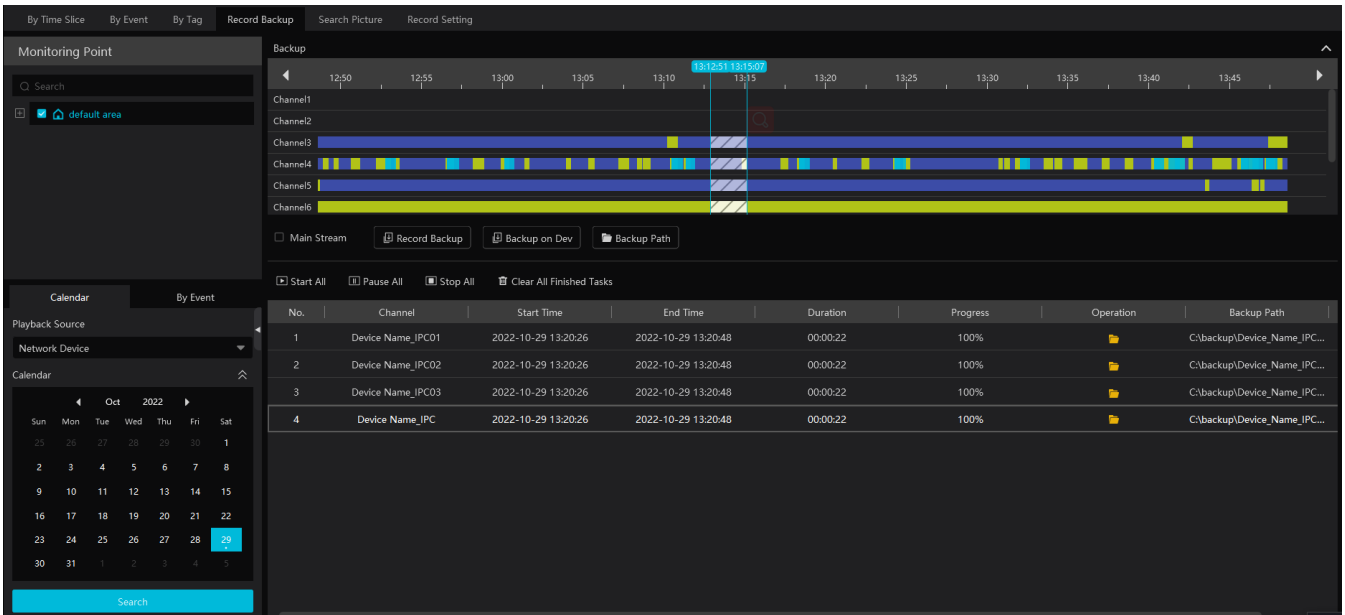 By Time Slice By Event By Tag Record Backup Search Picture Record Setting
Monitoring Point
Search
default area
Backup
13:12:51 13:15:07
12:50 12:55 13:00 13:05 13:10 13:15 13:20 13:25 13:30 13:35 13:40 13:45
Channel1
Channel2
Channel3
Channel4
Channel5
Channel6
Main Stream Record Backup Backup on Dev Backup Path
Start All Pause All Stop All Clear All Finished Tasks
No. Channel Start Time End Time Duration Progress Operation Backup Path
1 Device Name_IPC01 2022-10-29 13:20:26 2022-10-29 13:20:48 00:00:22 100% C:\backup\Device_Name_IPC...
2 Device Name_IPC02 2022-10-29 13:20:26 2022-10-29 13:20:48 00:00:22 100% C:\backup\Device_Name_IPC...
3 Device Name_IPC03 2022-10-29 13:20:26 2022-10-29 13:20:48 00:00:22 100% C:\backup\Device_Name_IPC...
4 Device Name_IPC 2022-10-29 13:20:26 2022-10-29 13:20:48 00:00:22 100% C:\backup\Device_Name_IPC...
Calendar By Event
Playback Source
Network Device
Calendar
Oct 2022
Sun Mon Tue Wed Thu Fri Sat
25 26 27 28 29 30 1
2 3 4 5 6 7 8
9 10 11 12 13 14 15
16 17 18 19 20 21 22
23 24 25 26 27 28 29
30 31 1 2 3 4 5
Search